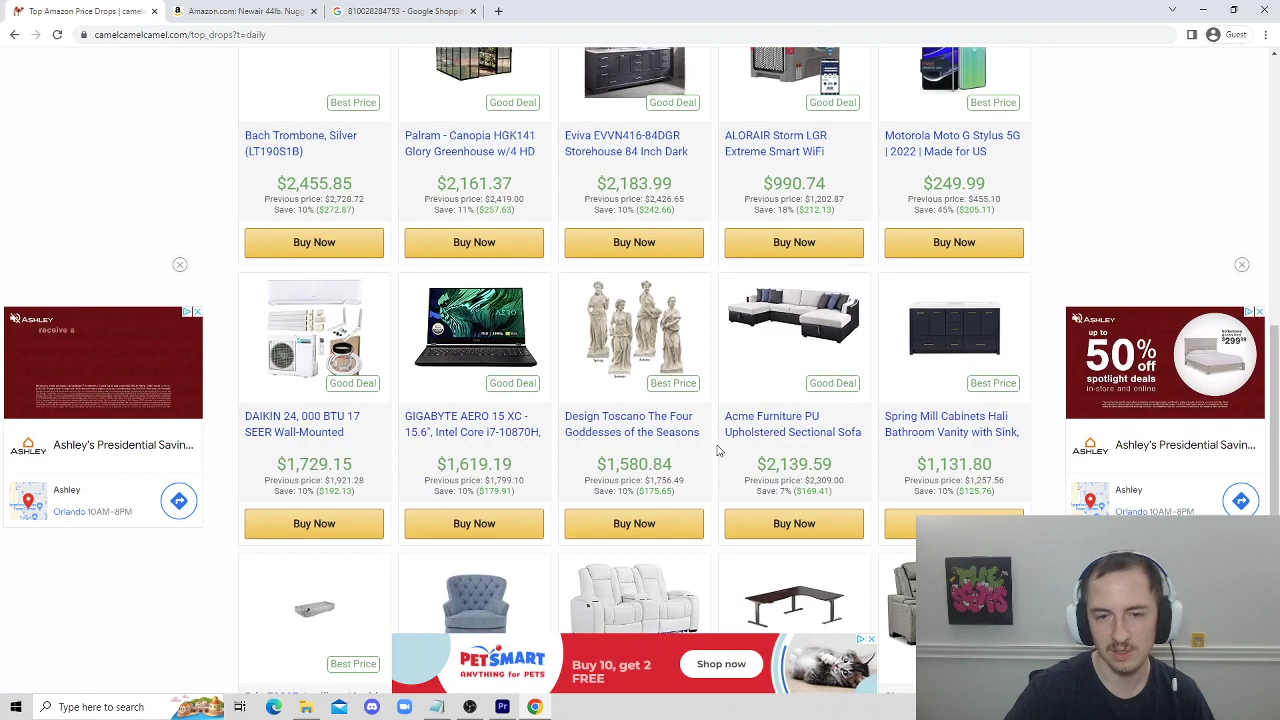 Top Amazon Price Drops | camelc
Amazon.com: Newair 44lb. Nugg
810028284753 - Google Shoppin
camelcamelcamel.com/top_drops?t=daily
Guest
Best Price
Good Deal
Good Deal
Good Deal
Best Price
Bach Trombone, Silver
(LT190S1B)
Palram - Canopia HGK141
Glory Greenhouse w/4 HD
Eviva EVVN416-84DGR
Storehouse 84 Inch Dark
ALORAIR Storm LGR
Extreme Smart WiFi
Motorola Moto G Stylus 5G
| 2022 | Made for US
$2,455.85
Previous price: $2,728.72
Save: 10% ($272.87)
$2,161.37
Previous price: $2,419.00
Save: 11% ($257.63)
$2,183.99
Previous price: $2,426.65
Save: 10% ($242.66)
$990.74
Previous price: $1,202.87
Save: 18% ($212.13)
$249.99
Previous price: $455.10
Save: 45% ($205.11)
Buy Now
Buy Now
Buy Now
Buy Now
Buy Now
Good Deal
Good Deal
Best Price
Good Deal
Best Price
DAIKIN 24, 000 BTU 17
SEER Wall-Mounted
GIGABYTE AERO 15 OLED XC -
15.6", Intel Core i7-10870H,
Design Toscano The Four
Goddesses of the Seasons
Acme Furniture PU
Upholstered Sectional Sofa
Spring Mill Cabinets Hali
Bathroom Vanity with Sink,
$1,729.15
Previous price: $1,921.28
Save: 10% ($192.13)
$1,619.19
Previous price: $1,799.10
Save: 10% ($179.91)
$1,580.84
Previous price: $1,756.49
Save: 10% ($175.65)
$2,139.59
Previous price: $2,309.00
Save: 7% ($169.41)
$1,131.80
Previous price: $1,257.56
Save: 10% ($125.76)
Buy Now
Buy Now
Buy Now
Buy Now
Best Price
ASHLEY
receive a
ASHLEY
Ashley's Presidential Savin...
Ashley
Orlando 10AM–8PM
ASHLEY
up to
50% off
spotlight deals
in-store and online
$299.99
ASHLEY
Ashley's Presidential Savin...
Ashley
Orlando 10AM–8PM
PETSMART
ANYTHING for PETS
Buy 10, get 2
FREE
Shop now
Type here to search